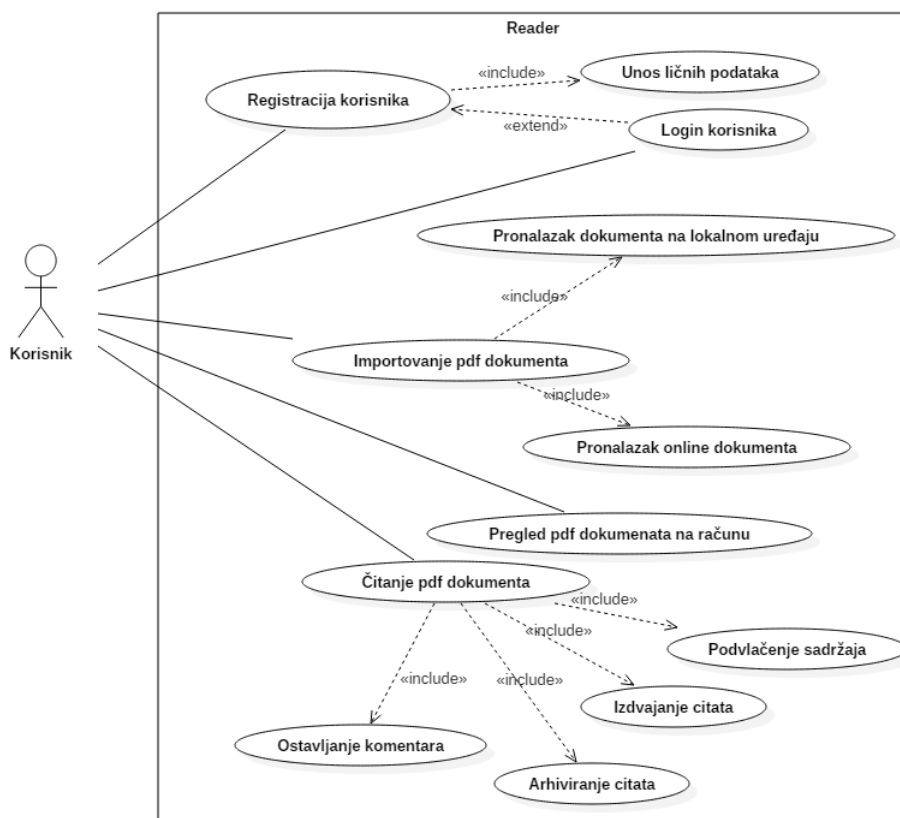 Reader
Registracija korisnika
«include»
Unos ličnih podataka
«extend»
Login korisnika
Pronalazak dokumenta na lokalnom uređaju
«include»
Korisnik
Importovanje pdf dokumenta
«include»
Pronalazak online dokumenta
Pregled pdf dokumenata na računu
Čitanje pdf dokumenta
«include»
«include»
Podvlačenje sadržaja
«include»
«include»
Izdvajanje citata
Ostavljanje komentara
Arhiviranje citata